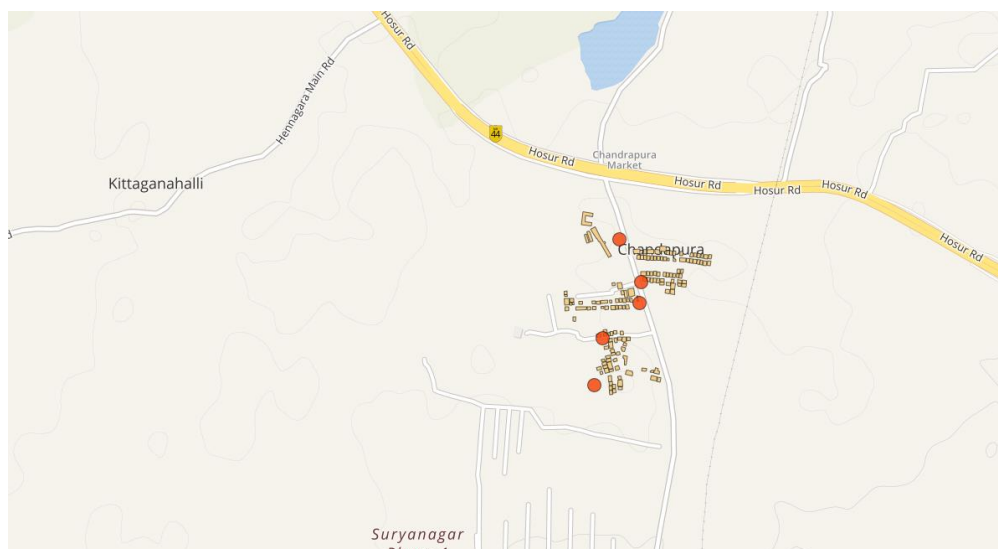 Hosur Rd
Hennagara Main Rd
44
Hosur Rd
Chandrapura
Market
Kittaganahalli
Hosur Rd
Hosur Rd
Hosur Rd
Hosur Rd
Chandapura
Suryanagar